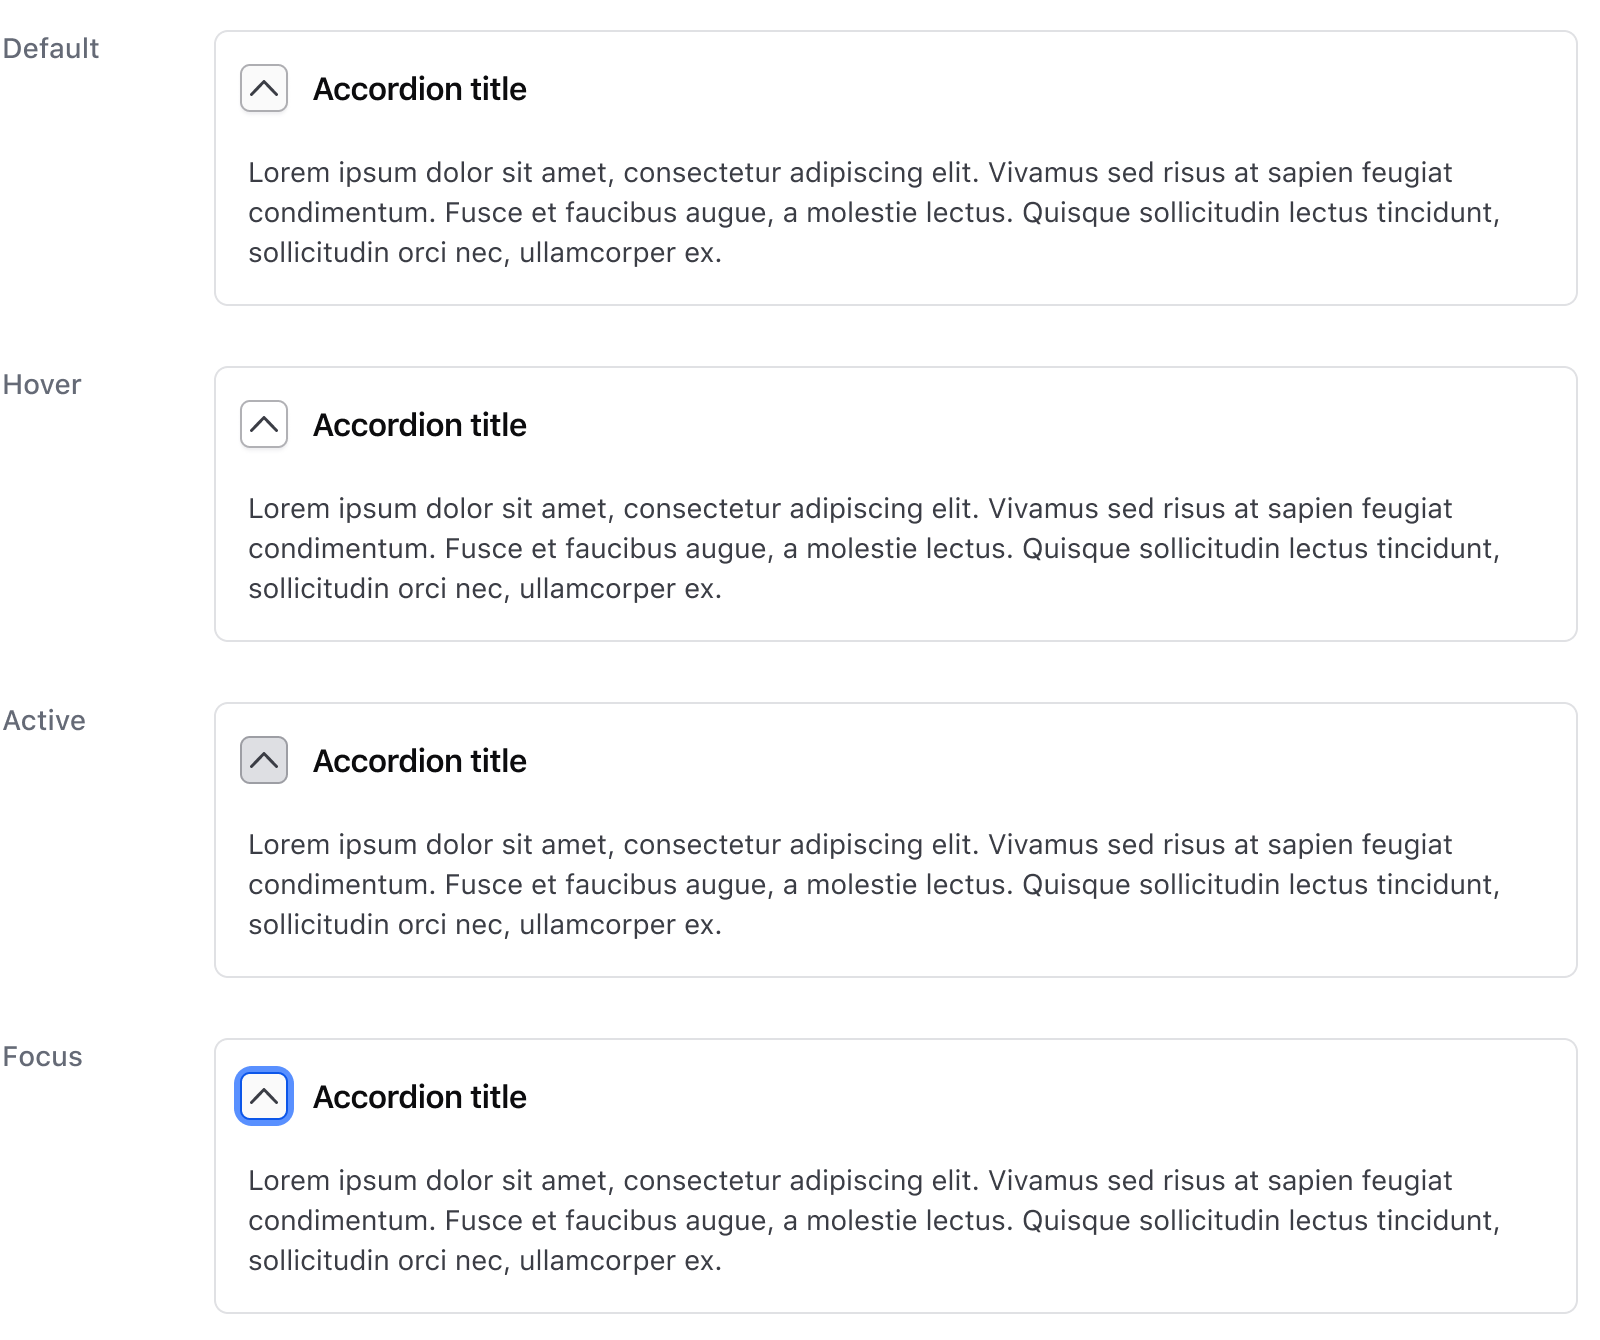 Default
Accordion title
Lorem ipsum dolor sit amet, consectetur adipiscing elit. Vivamus sed risus at sapien feugiat
condimentum. Fusce et faucibus augue, a molestie lectus. Quisque sollicitudin lectus tincidunt,
sollicitudin orci nec, ullamcorper ex.
Hover
Accordion title
Lorem ipsum dolor sit amet, consectetur adipiscing elit. Vivamus sed risus at sapien feugiat
condimentum. Fusce et faucibus augue, a molestie lectus. Quisque sollicitudin lectus tincidunt,
sollicitudin orci nec, ullamcorper ex.
Active
Accordion title
Lorem ipsum dolor sit amet, consectetur adipiscing elit. Vivamus sed risus at sapien feugiat
condimentum. Fusce et faucibus augue, a molestie lectus. Quisque sollicitudin lectus tincidunt,
sollicitudin orci nec, ullamcorper ex.
Focus
Accordion title
Lorem ipsum dolor sit amet, consectetur adipiscing elit. Vivamus sed risus at sapien feugiat
condimentum. Fusce et faucibus augue, a molestie lectus. Quisque sollicitudin lectus tincidunt,
sollicitudin orci nec, ullamcorper ex.